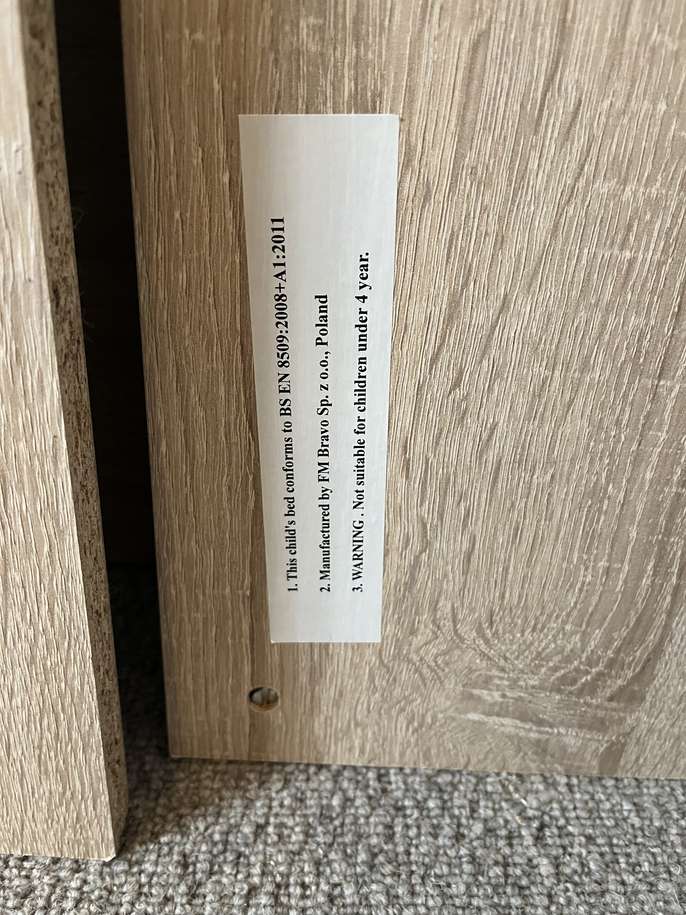 1. This child's bed conforms to BS EN 8509:2008+A1:2011
2. Manufactured by FM Bravo Sp. z o.o., Poland
3. WARNING . Not suitable for children under 4 year.